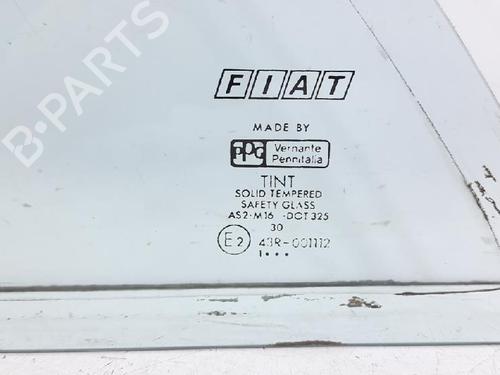 B-PARTS
FIAT
MADE BY
PPG Vernante
Pennitalia
TINT
SOLID TEMPERED
SAFETY GLASS
AS2·M16 ·DOT 325
30
E2 43R-001112
1•••